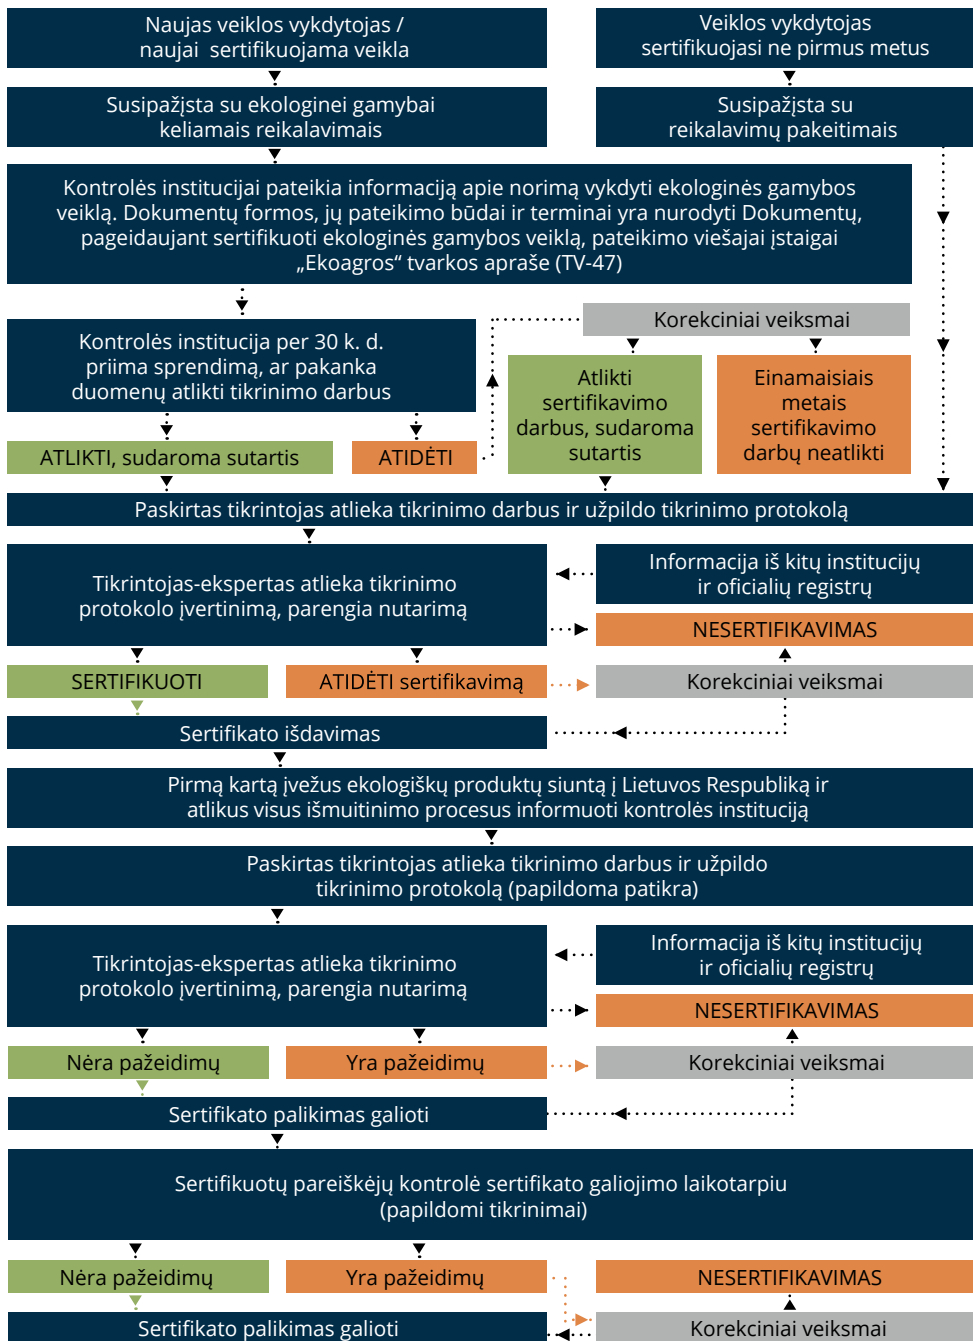 Naujas veiklos vykdytojas /
naujai sertifikuojama veikla
Veiklos vykdytojas
sertifikuojasi ne pirmus metus
Susipažįsta su ekologinei gamybai
keliamais reikalavimais
Susipažįsta su
reikalavimų pakeitimais
Kontrolės institucijai pateikia informaciją apie norimą vykdyti ekologinės gamybos
veiklą. Dokumentų formos, jų pateikimo būdai ir terminai yra nurodyti Dokumentų,
pageidaujant sertifikuoti ekologinės gamybos veiklą, pateikimo viešajai įstaigai
„Ekoagros“ tvarkos apraše (TV-47)
Kontrolės institucija per 30 k. d.
priima sprendimą, ar pakanka
duomenų atlikti tikrinimo darbus
Korekciniai veiksmai
Atlikti
sertifikavimo
darbus, sudaroma
sutartis
Einamaisiais
metais
sertifikavimo
darbų neatlikti
ATLIKTI, sudaroma sutartis
ATIDĖTI
Paskirtas tikrintojas atlieka tikrinimo darbus ir užpildo tikrinimo protokolą
Tikrintojas-ekspertas atlieka tikrinimo
protokolo įvertinimą, parengia nutarimą
Informacija iš kitų institucijų
ir oficialių registrų
NESERTIFIKAVIMAS
SERTIFIKUOTI
ATIDĖTI sertifikavimą
Korekciniai veiksmai
Sertifikato išdavimas
Pirmą kartą įvežus ekologiškų produktų siuntą į Lietuvos Respubliką ir
atlikus visus išmuitinimo procesus informuoti kontrolės instituciją
Paskirtas tikrintojas atlieka tikrinimo darbus ir užpildo
tikrinimo protokolą (papildoma patikra)
Tikrintojas-ekspertas atlieka tikrinimo
protokolo įvertinimą, parengia nutarimą
Informacija iš kitų institucijų
ir oficialių registrų
NESERTIFIKAVIMAS
Nėra pažeidimų
Yra pažeidimų
Korekciniai veiksmai
Sertifikato palikimas galioti
Sertifikuotų pareiškėjų kontrolė sertifikato galiojimo laikotarpiu
(papildomi tikrinimai)
Nėra pažeidimų
Yra pažeidimų
NESERTIFIKAVIMAS
Sertifikato palikimas galioti
Korekciniai veiksmai